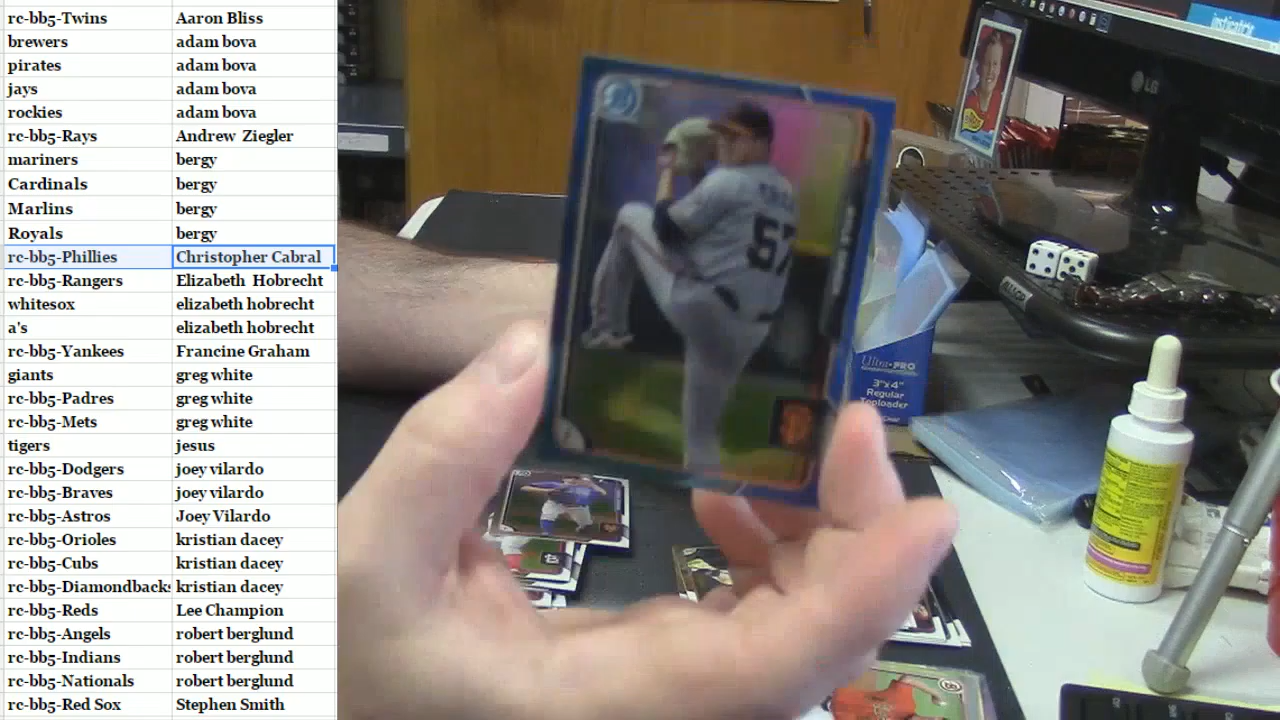 rc-bb5-Twins Aaron Bliss
brewers adam bova
pirates adam bova
jays adam bova
rockies adam bova
rc-bb5-Rays Andrew Ziegler
mariners bergy
Cardinals bergy
Marlins bergy
Royals bergy
rc-bb5-Phillies Christopher Cabral
rc-bb5-Rangers Elizabeth Hobrecht
whitesox elizabeth hobrecht
a's elizabeth hobrecht
rc-bb5-Yankees Francine Graham
giants greg white
rc-bb5-Padres greg white
rc-bb5-Mets greg white
tigers jesus
rc-bb5-Dodgers joey vilardo
rc-bb5-Braves joey vilardo
rc-bb5-Astros Joey Vilardo
rc-bb5-Orioles kristian dacey
rc-bb5-Cubs kristian dacey
rc-bb5-Diamondbacks kristian dacey
rc-bb5-Reds Lee Champion
rc-bb5-Angels robert berglund
rc-bb5-Indians robert berglund
rc-bb5-Nationals robert berglund
rc-bb5-Red Sox Stephen Smith
57
LG
Ultra·PRO
3"x4"
Regular
Toploader